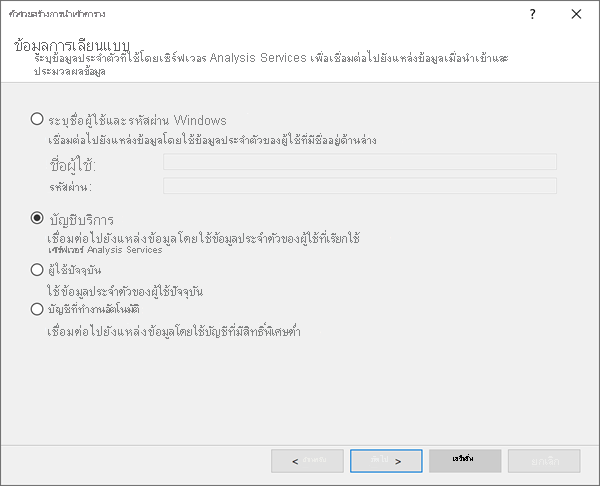 ตัวช่วยสร้างการนำเข้าตาราง
ข้อมูลการเลียนแบบ
ระบุข้อมูลประจำตัวที่ใช้โดยเซิร์ฟเวอร์ Analysis Services เพื่อเชื่อมต่อไปยังแหล่งข้อมูลเมื่อนำเข้าและ
ประมวลผลข้อมูล
ระบุชื่อผู้ใช้และรหัสผ่าน Windows
เชื่อมต่อไปยังแหล่งข้อมูลโดยใช้ข้อมูลประจำตัวของผู้ใช้ที่มีชื่ออยู่ด้านล่าง
ชื่อผู้ใช้:
รหัสผ่าน:
บัญชีบริการ
เชื่อมต่อไปยังแหล่งข้อมูลโดยใช้ข้อมูลประจำตัวของผู้ใช้ที่เรียกใช้
เซิร์ฟเวอร์ Analysis Services
ผู้ใช้ปัจจุบัน
ใช้ข้อมูลประจำตัวของผู้ใช้ปัจจุบัน
บัญชีที่ทำงานอัตโนมัติ
เชื่อมต่อไปยังแหล่งข้อมูลโดยใช้บัญชีที่มีสิทธิ์พิเศษต่ำ
< >
เสร็จสิ้น
ยกเลิก